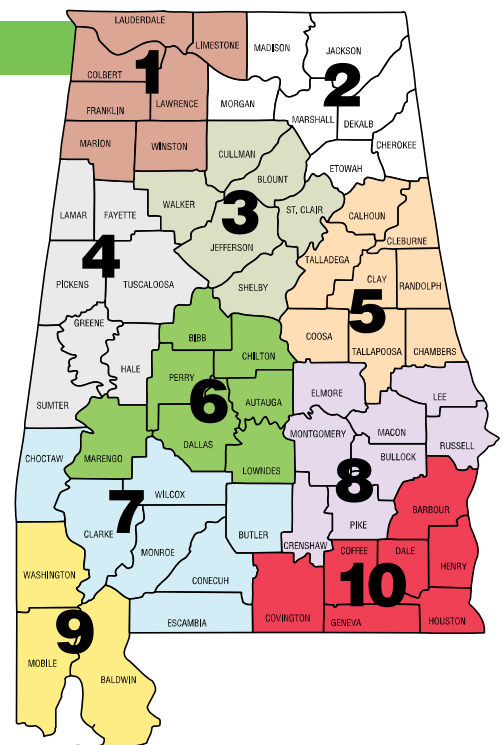 LAUDERDALE
LIMESTONE
MADISON
JACKSON
COLBERT
1
2
FRANKLIN
LAWRENCE
MORGAN
MARSHALL
DEKALB
CHEROKEE
MARION
WINSTON
CULLMAN
ETOWAH
BLOUNT
WALKER
3
ST. CLAIR
LAMAR
FAYETTE
CALHOUN
JEFFERSON
CLEBURNE
4
TALLADEGA
PICKENS
TUSCALOOSA
SHELBY
CLAY
RANDOLPH
5
GREENE
BIBB
COOSA
TALLAPOOSA
CHAMBERS
HALE
CHILTON
PERRY
ELMORE
LEE
SUMTER
6
AUTAUGA
MONTGOMERY
MACON
RUSSELL
DALLAS
CHOCTAW
MARENGO
LOWNDES
BULLOCK
8
WILCOX
7
BARBOUR
CLARKE
BUTLER
PIKE
CRENSHAW
MONROE
COFFEE
DALE
HENRY
WASHINGTON
CONECUH
10
ESCAMBIA
COVINGTON
GENEVA
HOUSTON
9
MOBILE
BALDWIN